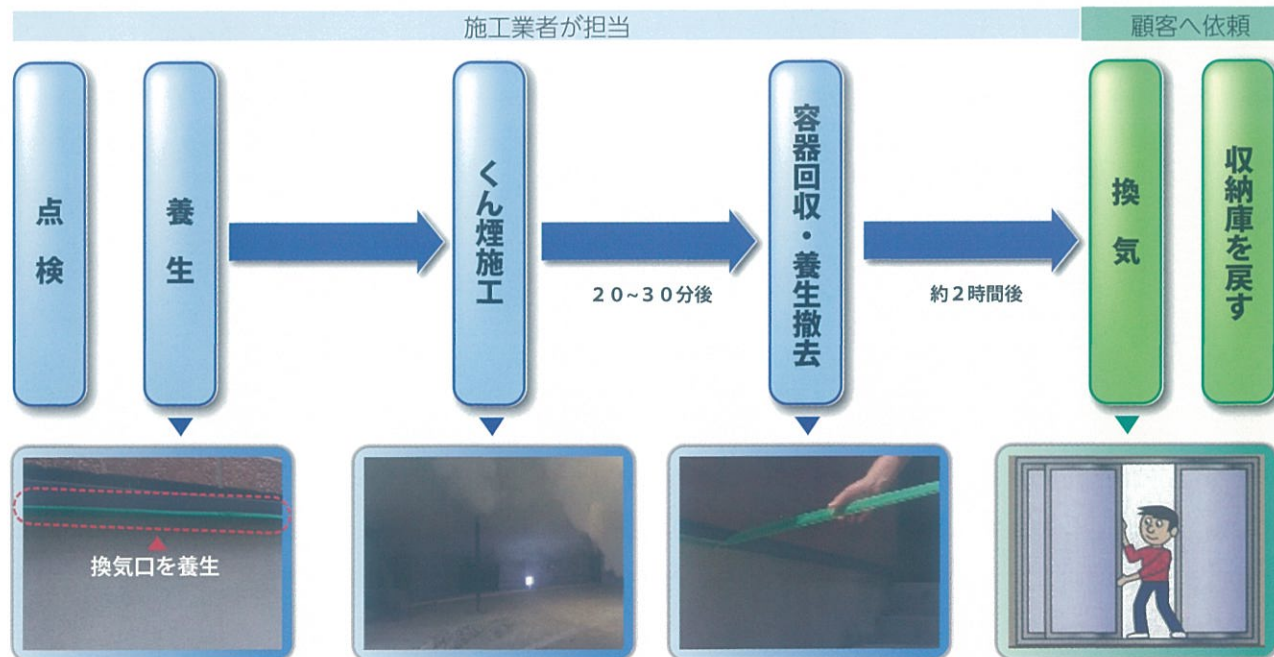 施工業者が担当
顧客へ依頼
点検
養生
くん煙施工
20~30分後
容器回収・養生撤去
約2時間後
換気
収納庫を戻す
換気口を養生